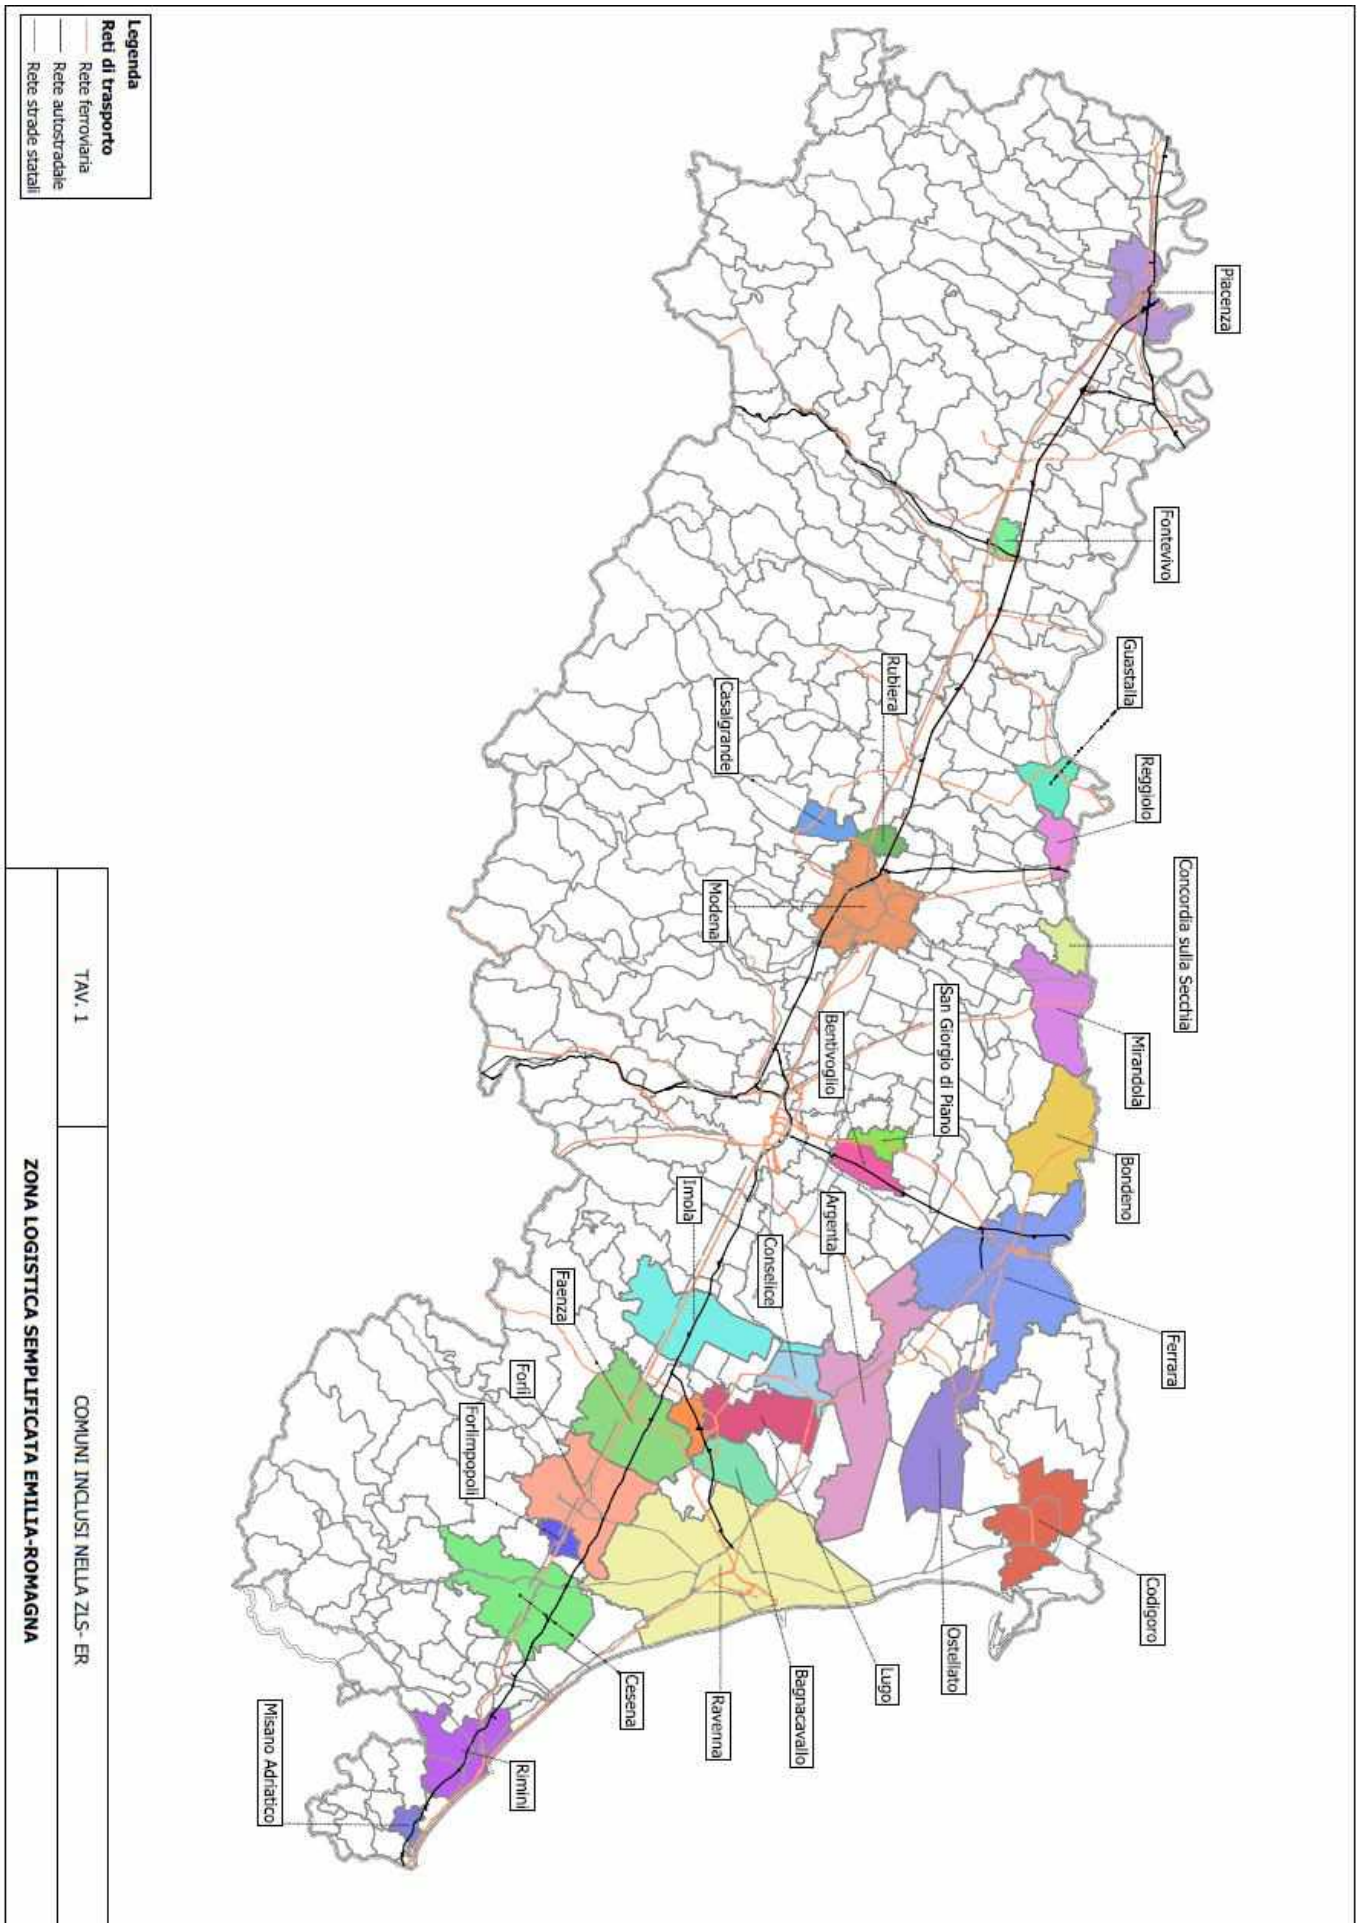 Piacenza
Fontevivo
Guastalla
Reggiolo
Rubiera
Casalgrande
Concordia sulla Secchia
Mirandola
Modena
San Giorgio di Piano
Bentivoglio
Bondeno
Argenta
Imola
Conselice
Ferrara
Faenza
Forlì
Forlimpopoli
Codigoro
Ostellato
Lugo
Bagnacavallo
Ravenna
Cesena
Rimini
Misano Adriatico
Legenda
Reti di trasporto
Rete ferroviaria
Rete autostradale
Rete strade statali
TAV. 1
COMUNI INCLUSI NELLA ZLS- ER
ZONA LOGISTICA SEMPLIFICATA EMILIA-ROMAGNA